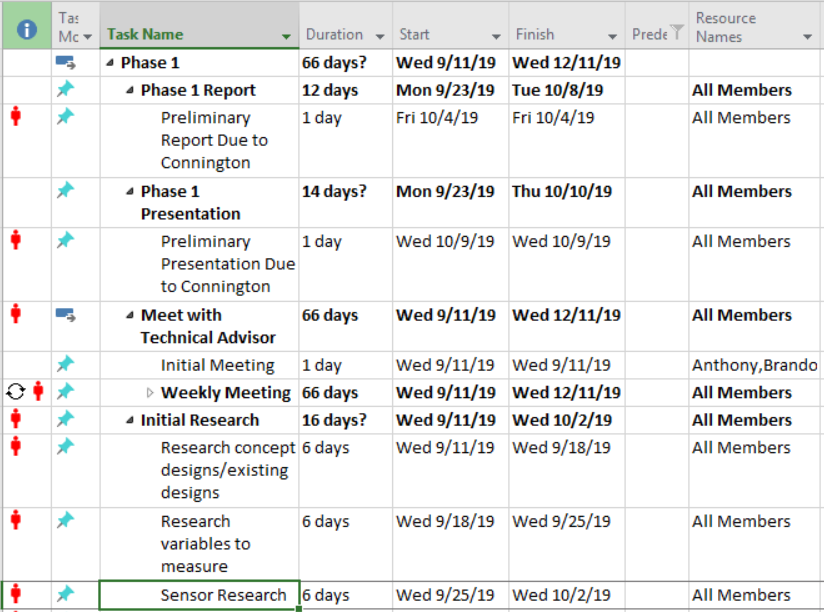 Tas Mo Task Name Duration Start Finish Prede Resource Names
Phase 1 66 days? Wed 9/11/19 Wed 12/11/19
Phase 1 Report 12 days Mon 9/23/19 Tue 10/8/19 All Members
Preliminary 1 day Fri 10/4/19 Fri 10/4/19 All Members
Report Due to
Connington
Phase 1 14 days? Mon 9/23/19 Thu 10/10/19 All Members
Presentation
Preliminary 1 day Wed 10/9/19 Wed 10/9/19 All Members
Presentation Due
to Connington
Meet with 66 days Wed 9/11/19 Wed 12/11/19 All Members
Technical Advisor
Initial Meeting 1 day Wed 9/11/19 Wed 9/11/19 Anthony,Brando
Weekly Meeting 66 days Wed 9/11/19 Wed 12/11/19 All Members
Initial Research 16 days? Wed 9/11/19 Wed 10/2/19 All Members
Research concept 6 days Wed 9/11/19 Wed 9/18/19 All Members
designs/existing
designs
Research 6 days Wed 9/18/19 Wed 9/25/19 All Members
variables to
measure
Sensor Research 6 days Wed 9/25/19 Wed 10/2/19 All Members